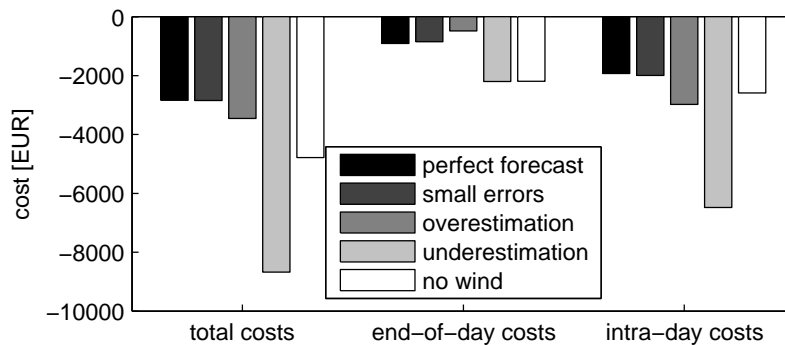 cost [EUR]
0
−2000
−4000
−6000
−8000
−10000
perfect forecast
small errors
overestimation
underestimation
no wind
total costs
end−of−day costs
intra−day costs